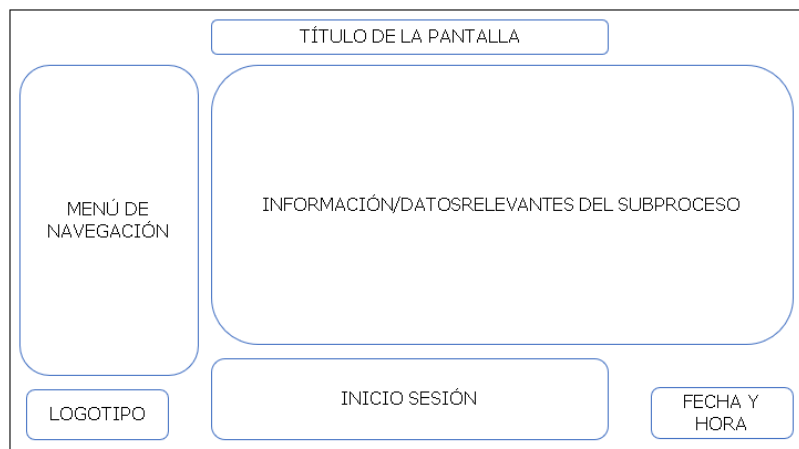 TÍTULO DE LA PANTALLA
MENÚ DE
NAVEGACIÓN
INFORMACIÓN/DATOSRELEVANTES DEL SUBPROCESO
LOGOTIPO
INICIO SESIÓN
FECHA Y
HORA